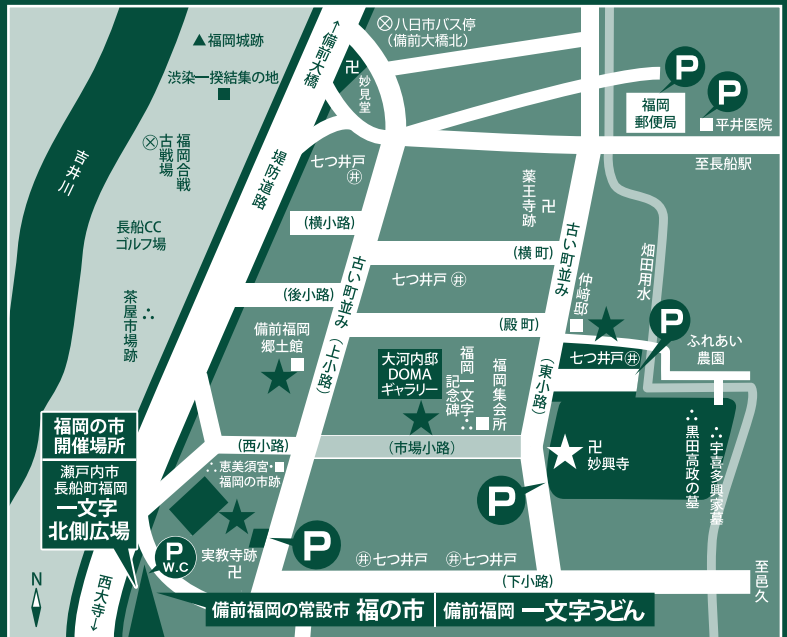 ↑備前大橋
八日市バス停
（備前大橋北）
卍
妙見堂
P
P
福岡
郵便局
平井医院
至長船駅
▲福岡城跡
渋染一揆結集の地
福岡合戦
古戦場
吉井川
堤防道路
長船CC
ゴルフ場
茶屋市場跡
七つ井戸
井
（横小路）
薬王寺跡
卍
（横 町）
古い町並み
古い町並み（上小路）
七つ井戸 井
（後小路）
仲﨑邸
畑田用水
（殿 町）
備前福岡
郷土館
大河内邸
DOMA
ギャラリー
福岡一文字
記念碑
福岡集会所
（東小路）
七つ井戸井
P
ふれあい
農園
（西小路）
（市場小路）
卍
妙興寺
黒田高政の墓
宇喜多興家墓
福岡の市
開催場所
瀬戸内市
長船町福岡
一文字
北側広場
恵美須宮・
福岡の市跡
実教寺跡
卍
P
W.C
P
P
井七つ井戸
井七つ井戸
（下小路）
至邑久
N
西大寺↓
備前福岡の常設市 福の市
備前福岡 一文字うどん